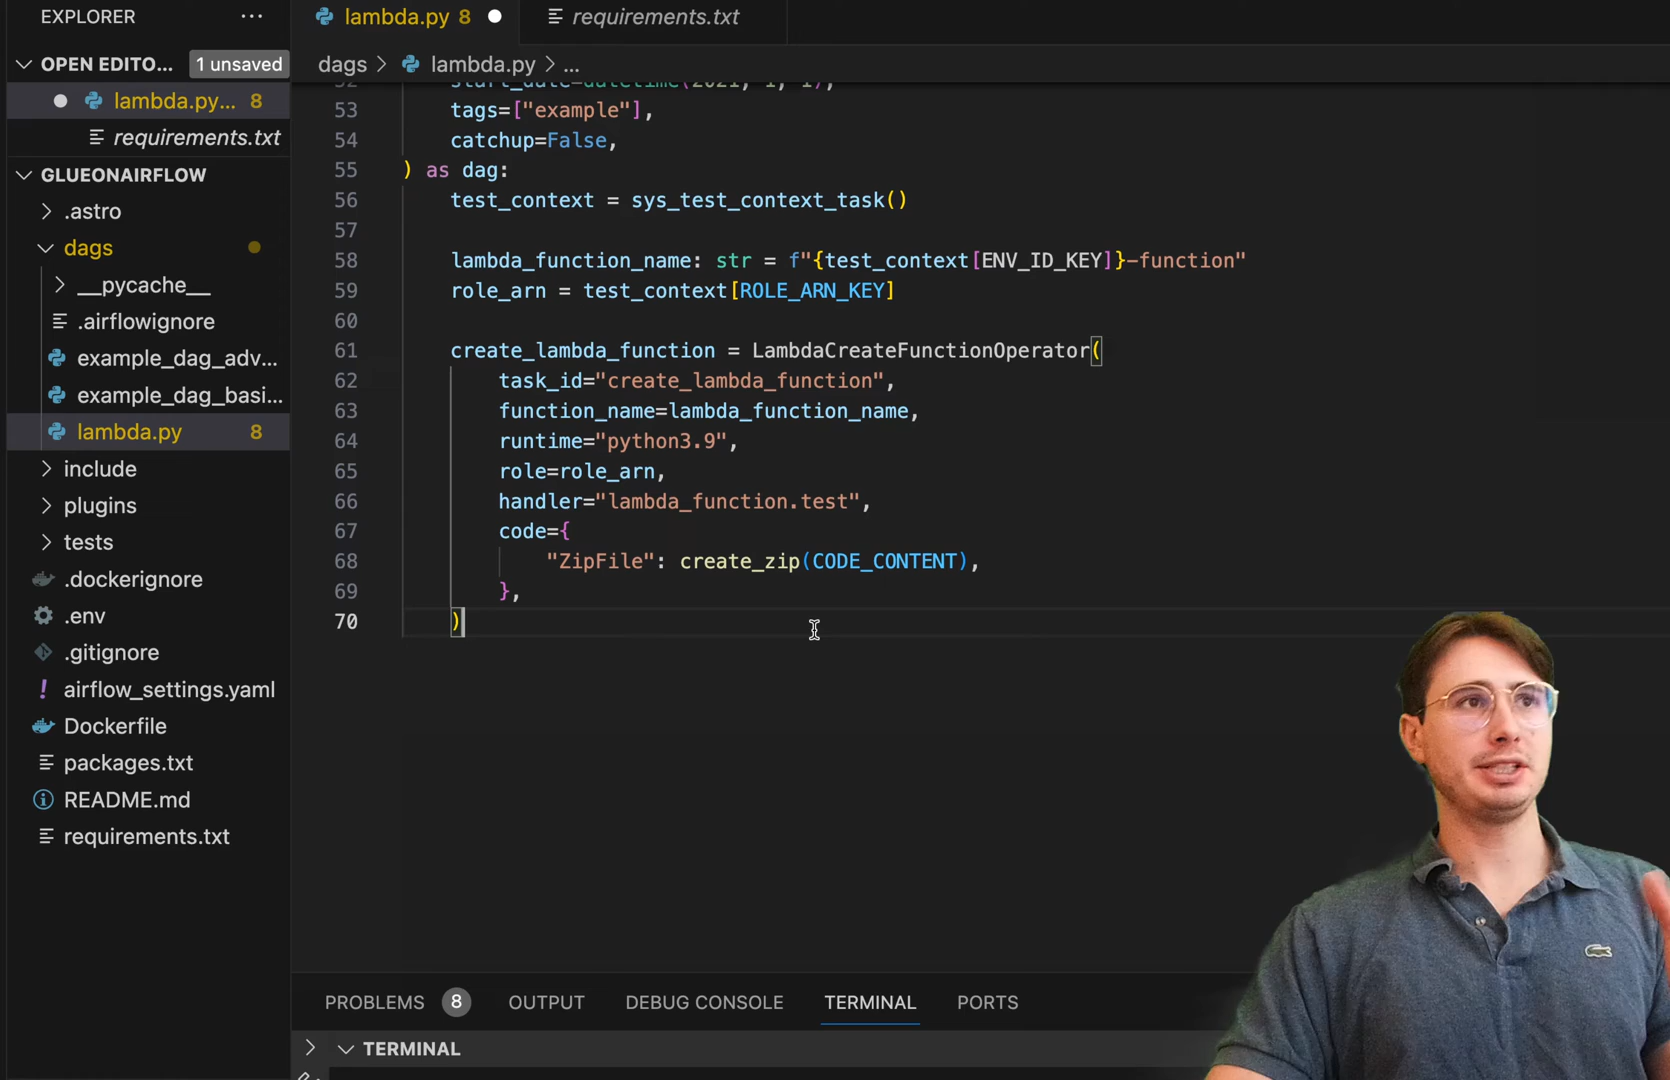 EXPLORER
lambda.py 8
requirements.txt
OPEN EDITO... 1 unsaved
dags > lambda.py > ...
lambda.py... 8
requirements.txt
GLUEONAIRFLOW
.astro
dags
__pycache__
.airflowignore
example_dag_adv...
example_dag_basi...
lambda.py 8
include
plugins
tests
.dockerignore
.env
.gitignore
airflow_settings.yaml
Dockerfile
packages.txt
README.md
requirements.txt
start_date=datetime(2021, 1, 1),
53 tags=["example"],
54 catchup=False,
55 ) as dag:
56 test_context = sys_test_context_task()
57
58 lambda_function_name: str = f"{test_context[ENV_ID_KEY]}-function"
59 role_arn = test_context[ROLE_ARN_KEY]
60
61 create_lambda_function = LambdaCreateFunctionOperator(
62 task_id="create_lambda_function",
63 function_name=lambda_function_name,
64 runtime="python3.9",
65 role=role_arn,
66 handler="lambda_function.test",
67 code={
68 "ZipFile": create_zip(CODE_CONTENT),
69 },
70 )
PROBLEMS 8 OUTPUT DEBUG CONSOLE TERMINAL PORTS
TERMINAL